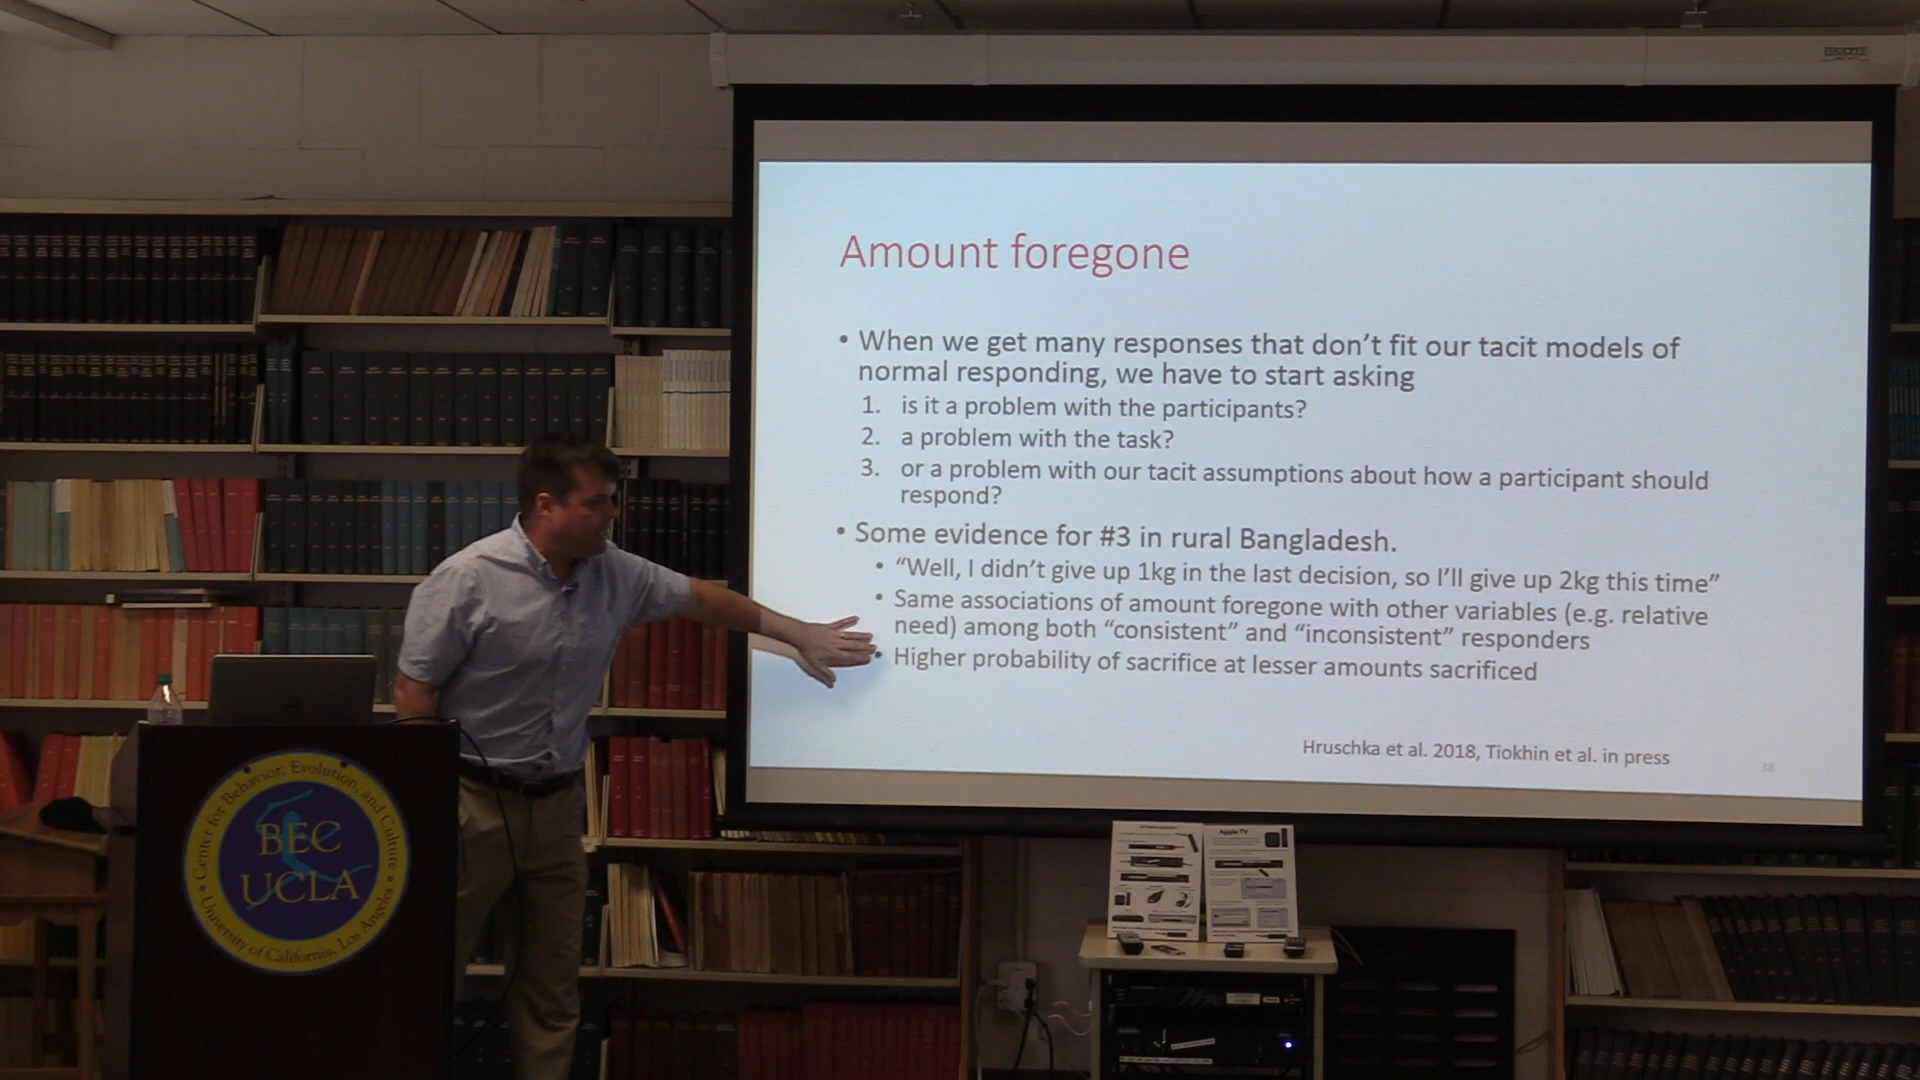 Amount foregone
• When we get many responses that don't fit our tacit models of
normal responding, we have to start asking
1. is it a problem with the participants?
2. a problem with the task?
3. or a problem with our tacit assumptions about how a participant should
respond?
• Some evidence for #3 in rural Bangladesh.
• "Well, I didn't give up 1kg in the last decision, so I'll give up 2kg this time"
• Same associations of amount foregone with other variables (e.g. relative
need) among both "consistent" and "inconsistent" responders
• Higher probability of sacrifice at lesser amounts sacrificed
Hruschka et al. 2018, Tiokhin et al. in press
38
Center for Behavior, Evolution, and Culture
BEC
UCLA
University of California, Los Angeles
Apple TV